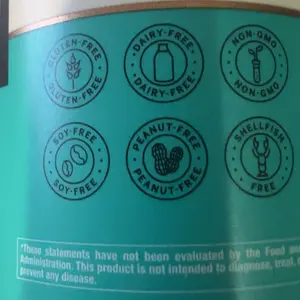 GLUTEN-FREE
GLUTEN-FREE
DAIRY-FREE
DAIRY-FREE
NON-GMO
NON-GMO
SOY-FREE
SOY-FREE
PEANUT-FREE
PEANUT-FREE
SHELLFISH
FREE
*These statements have not been evaluated by the Food and
Administration. This product is not intended to diagnose, treat,
prevent any disease.